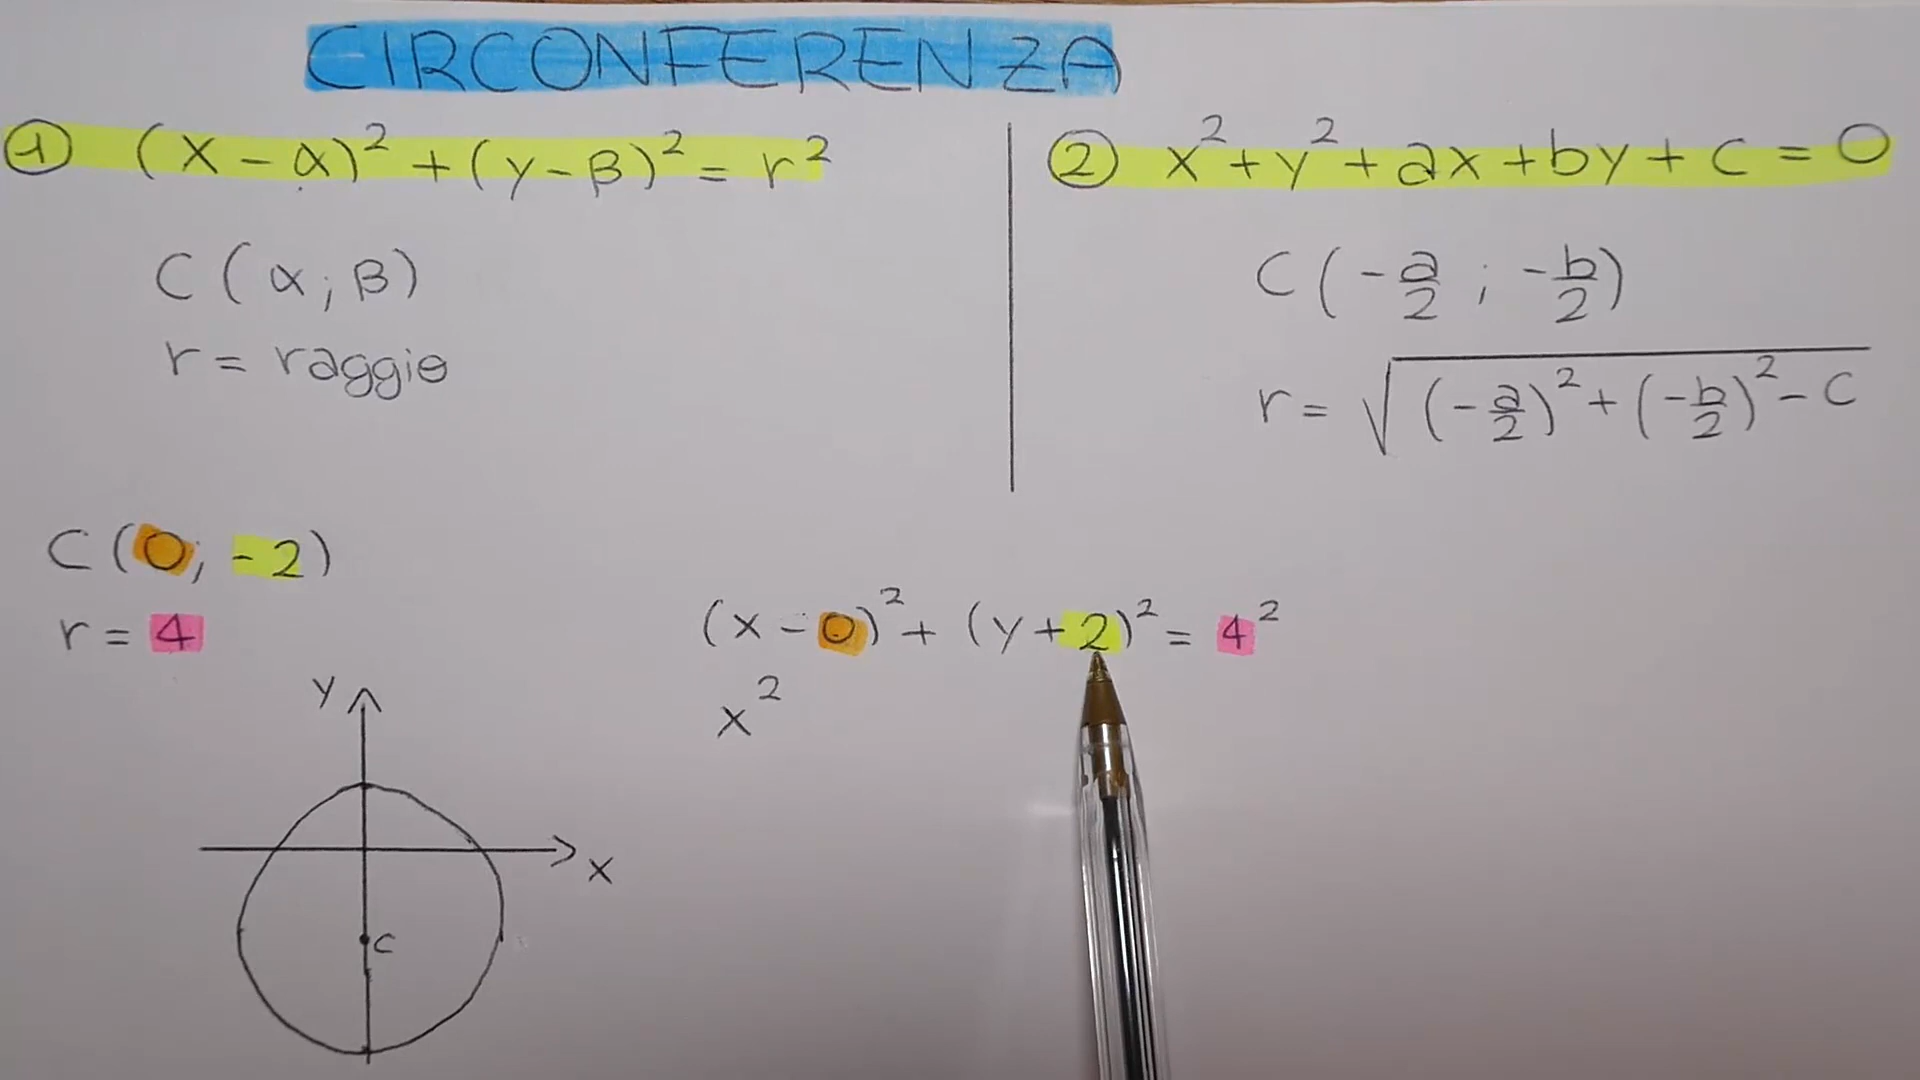 CIRCONFERENZA
① (x-α)²+(y-β)²=r²
C(α;β)
r=raggio
② x²+y²+ax+by+c=0
C(-a/2;-b/2)
r=√((-a/2)²+(-b/2)²-c)
C(0;-2)
r=4
(x-0)²+(y+2)²=4²
x²
y
x
C